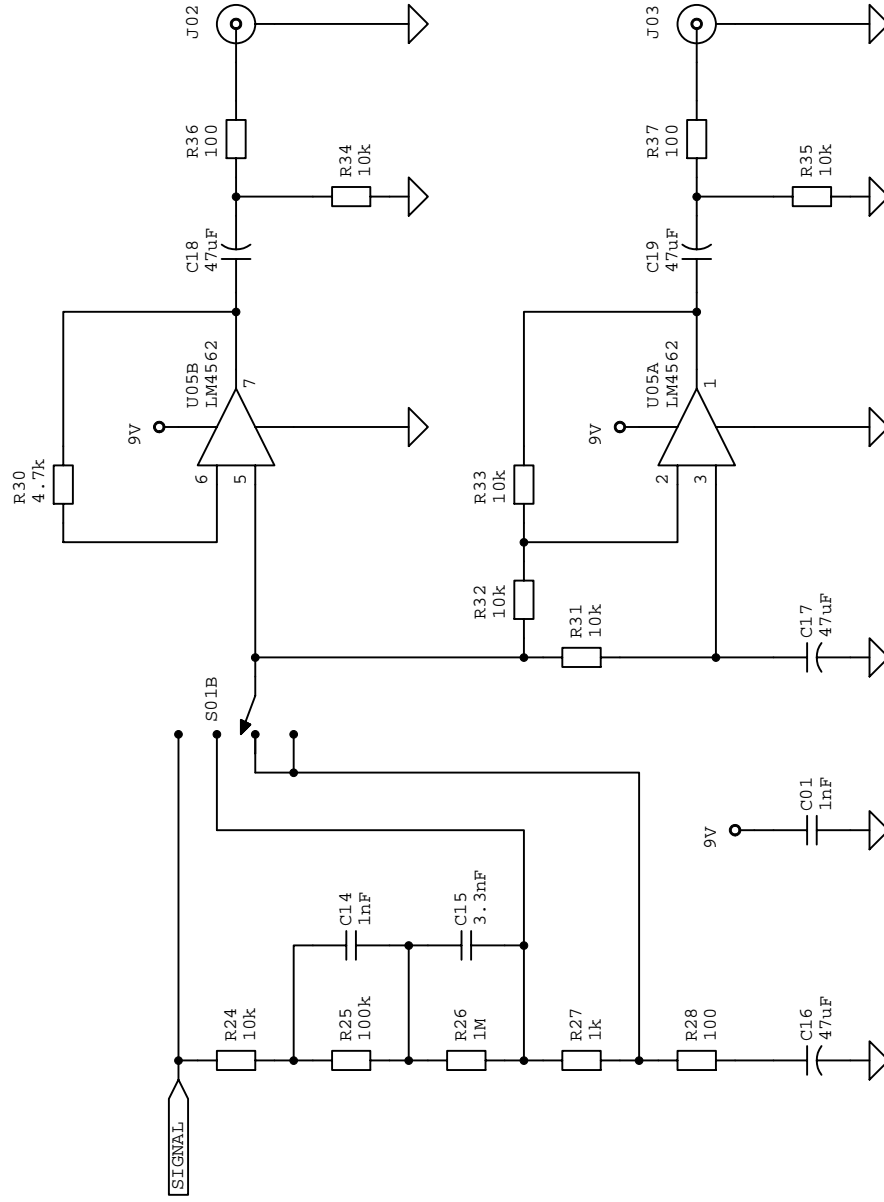 J02
R36
100
R34
10k
C18
47uF
U05B
LM4562
7
9V
6
5
R30
4.7k
J03
R37
100
R35
10k
C19
47uF
U05A
LM4562
1
9V
2
3
R33
10k
R32
10k
R31
10k
C17
47uF
S01B
9V
C01
1nF
C14
1nF
C15
3.3nF
R24
10k
R25
100k
R26
1M
R27
1k
R28
100
C16
47uF
SIGNAL